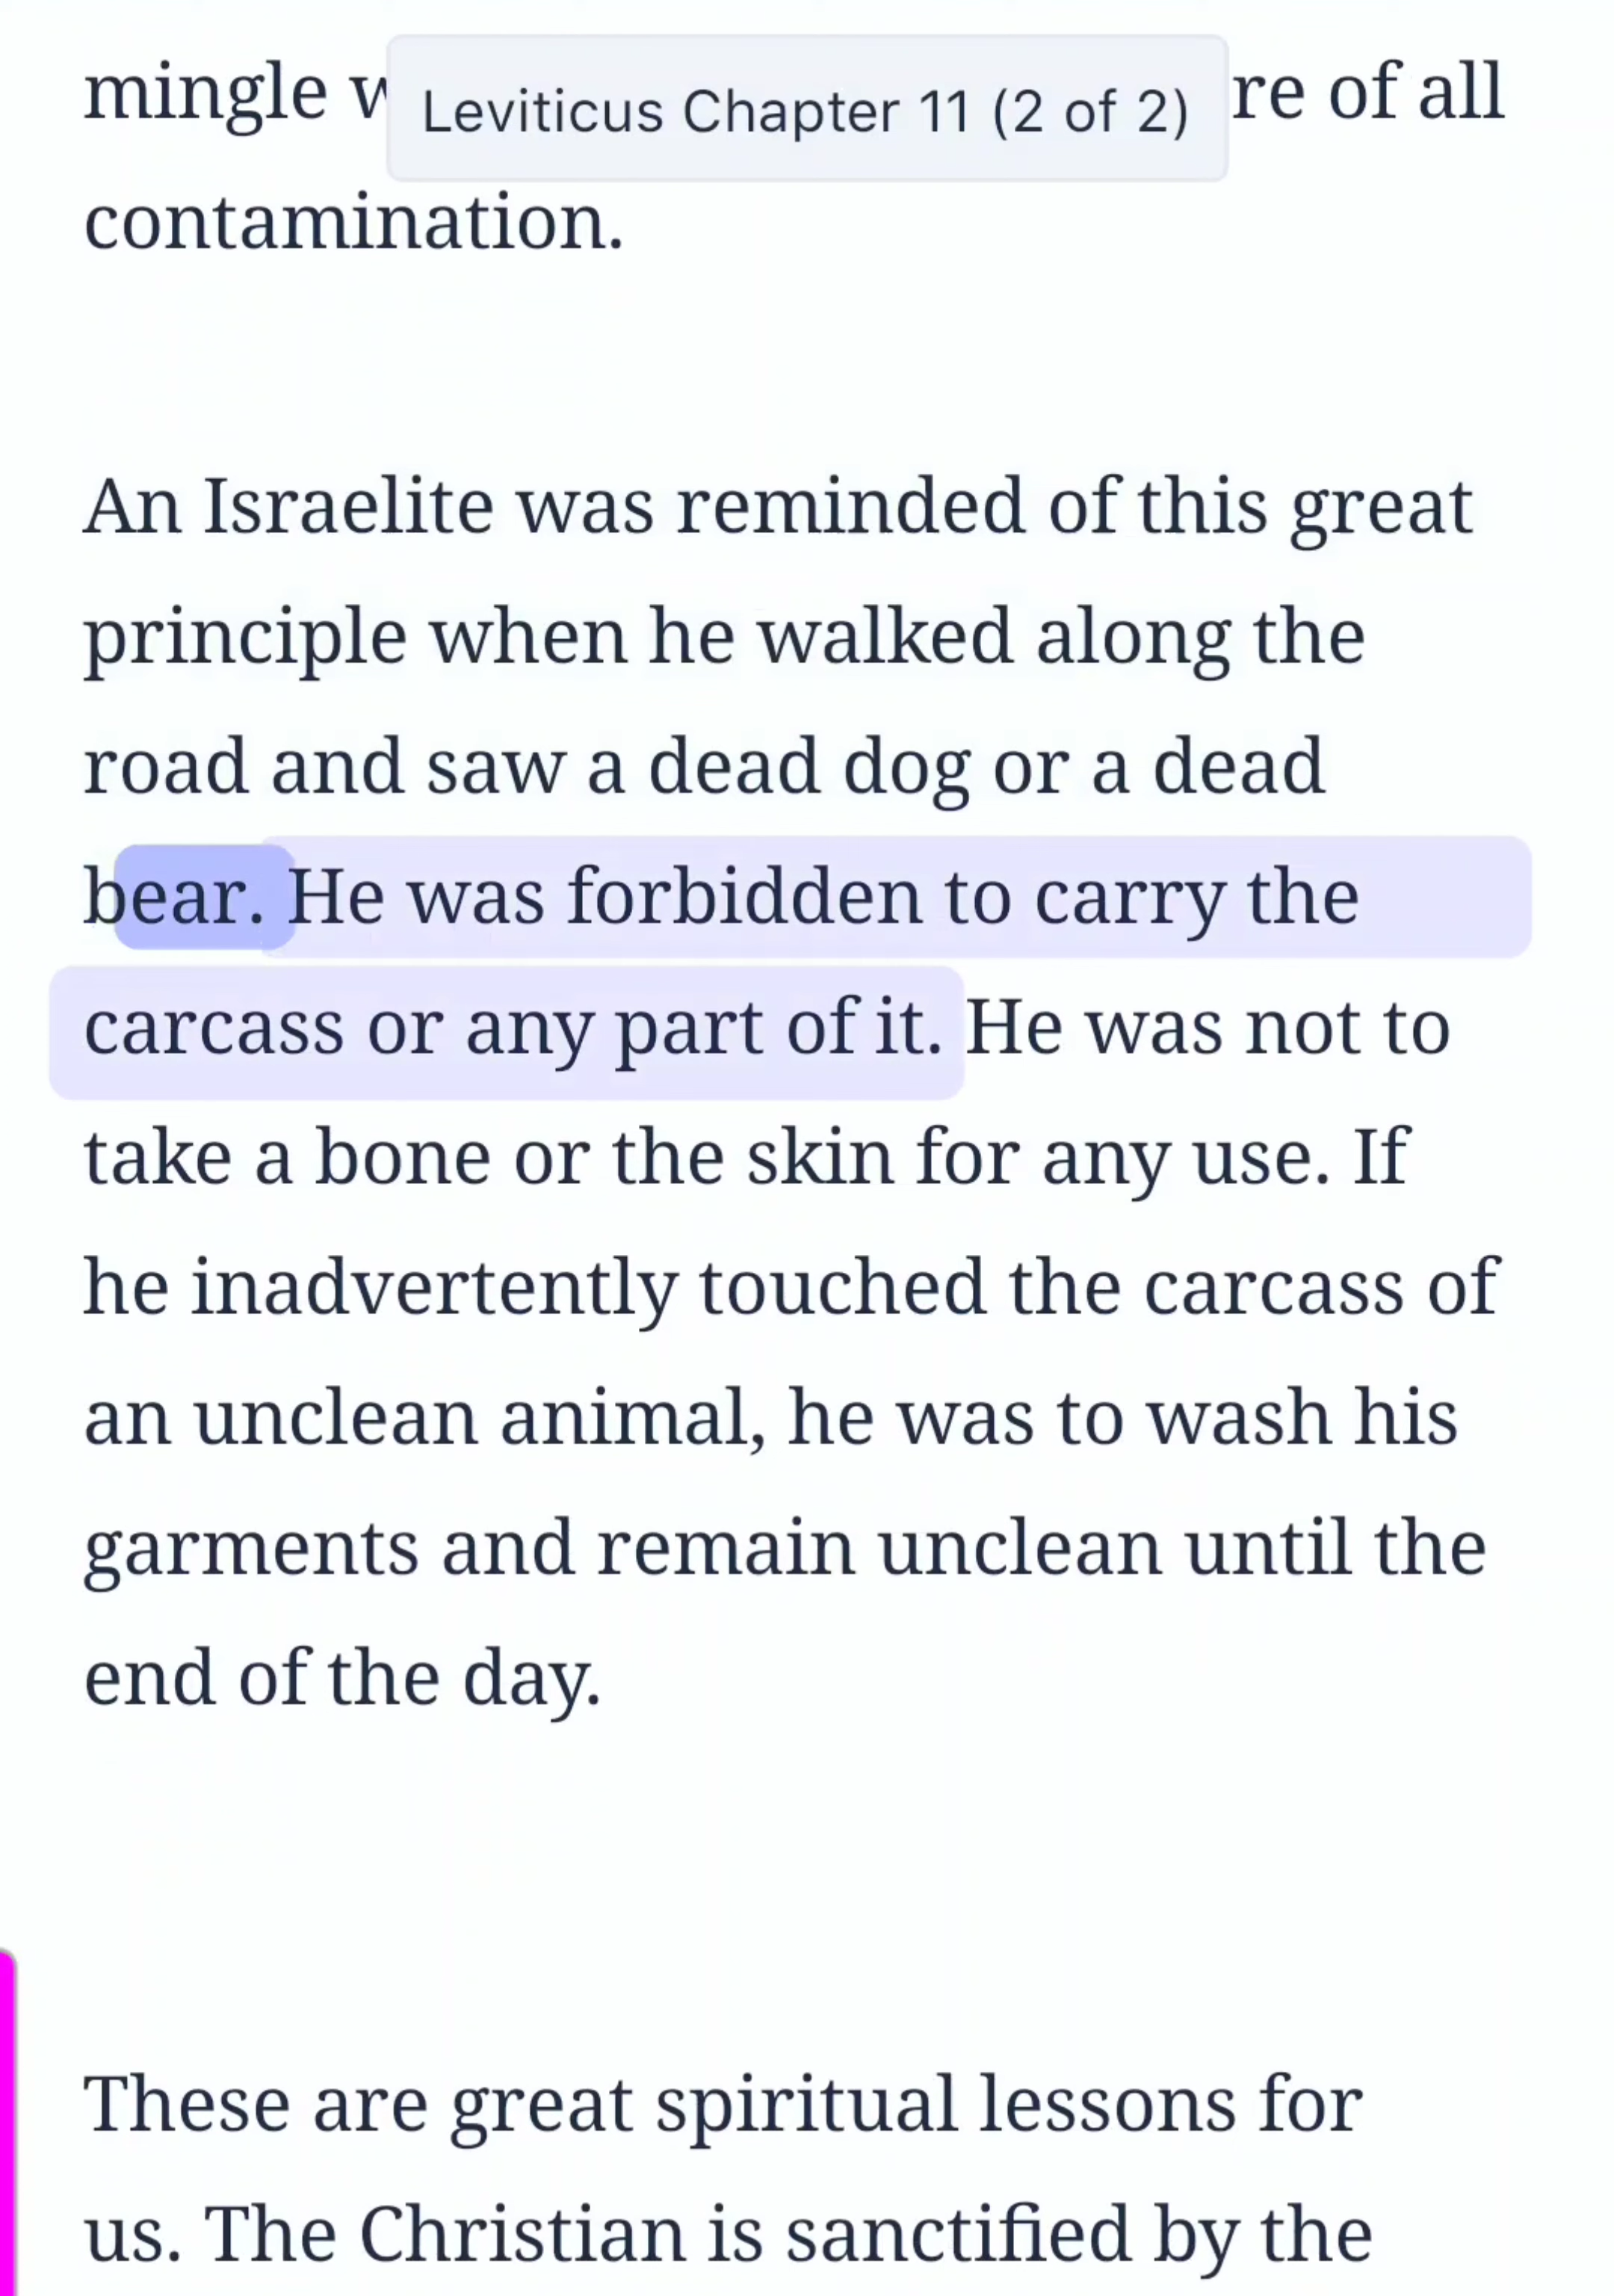 Leviticus Chapter 11 (2 of 2)
mingle re of all
contamination.
An Israelite was reminded of this great
principle when he walked along the
road and saw a dead dog or a dead
bear. He was forbidden to carry the
carcass or any part of it. He was not to
take a bone or the skin for any use. If
he inadvertently touched the carcass of
an unclean animal, he was to wash his
garments and remain unclean until the
end of the day.
These are great spiritual lessons for
us. The Christian is sanctified by the